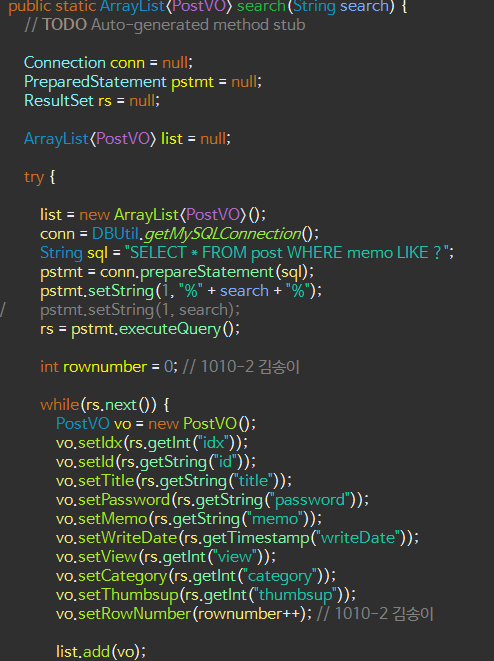 public static ArrayList<PostVO> search(String search) {
// TODO Auto-generated method stub
Connection conn = null;
PreparedStatement pstmt = null;
ResultSet rs = null;
ArrayList<PostVO> list = null;
try {
list = new ArrayList<PostVO>();
conn = DBUtil.getMySQLConnection();
String sql = "SELECT * FROM post WHERE memo LIKE ?";
pstmt = conn.prepareStatement(sql);
pstmt.setString(1, "%" + search + "%");
/ pstmt.setString(1, search);
rs = pstmt.executeQuery();
int rownumber = 0; // 1010-2 김송이
while(rs.next()) {
PostVO vo = new PostVO();
vo.setIdx(rs.getInt("idx"));
vo.setId(rs.getString("id"));
vo.setTitle(rs.getString("title"));
vo.setPassword(rs.getString("password"));
vo.setMemo(rs.getString("memo"));
vo.setWriteDate(rs.getTimestamp("writeDate"));
vo.setView(rs.getInt("view"));
vo.setCategory(rs.getInt("category"));
vo.setThumbsup(rs.getInt("thumbsup"));
vo.setRowNumber(rownumber++); // 1010-2 김송이
list.add(vo);